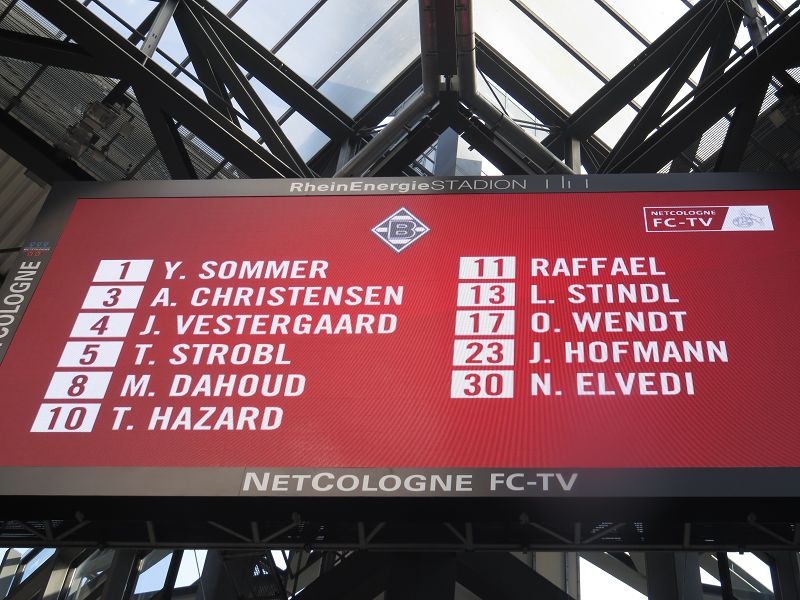 RheinEnergieSTADION
B
NETCOLOGNE
FC-TV
1 Y. SOMMER
3 A. CHRISTENSEN
4 J. VESTERGAARD
5 T. STROBL
8 M. DAHOUD
10 T. HAZARD
11 RAFFAEL
13 L. STINDL
17 O. WENDT
23 J. HOFMANN
30 N. ELVEDI
NETCOLOGNE FC-TV